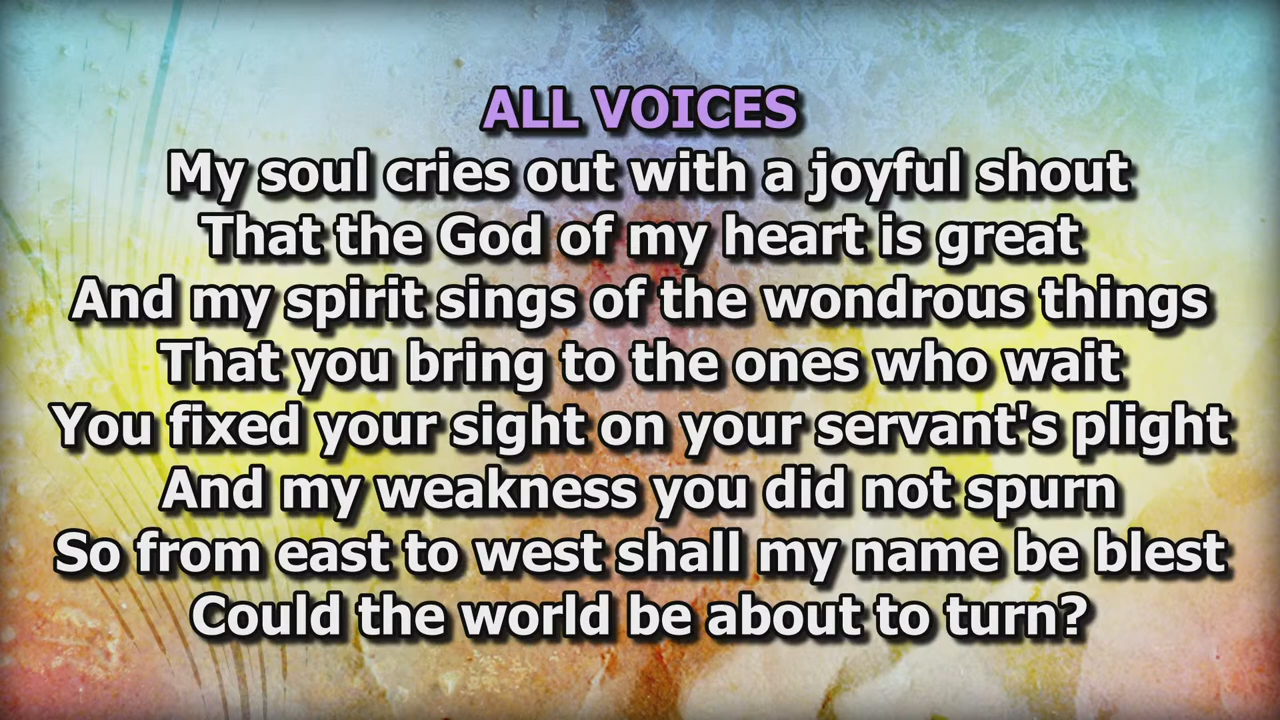 ALL VOICES
My soul cries out with a joyful shout
That the God of my heart is great
And my spirit sings of the wondrous things
That you bring to the ones who wait
You fixed your sight on your servant's plight
And my weakness you did not spurn
So from east to west shall my name be blest
Could the world be about to turn?